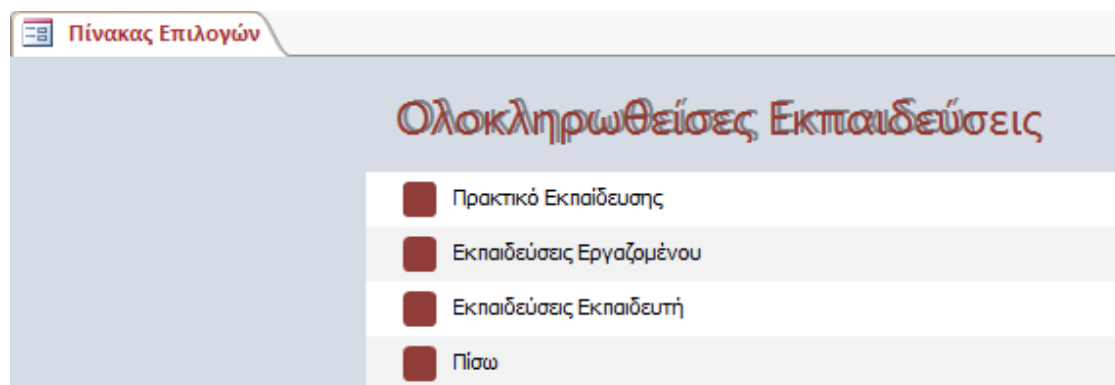 Πίνακας Επιλογών
Ολοκληρωθείσες Εκπαιδεύσεις
Πρακτικό Εκπαίδευσης
Εκπαιδεύσεις Εργαζομένου
Εκπαιδεύσεις Εκπαιδευτή
Πίσω